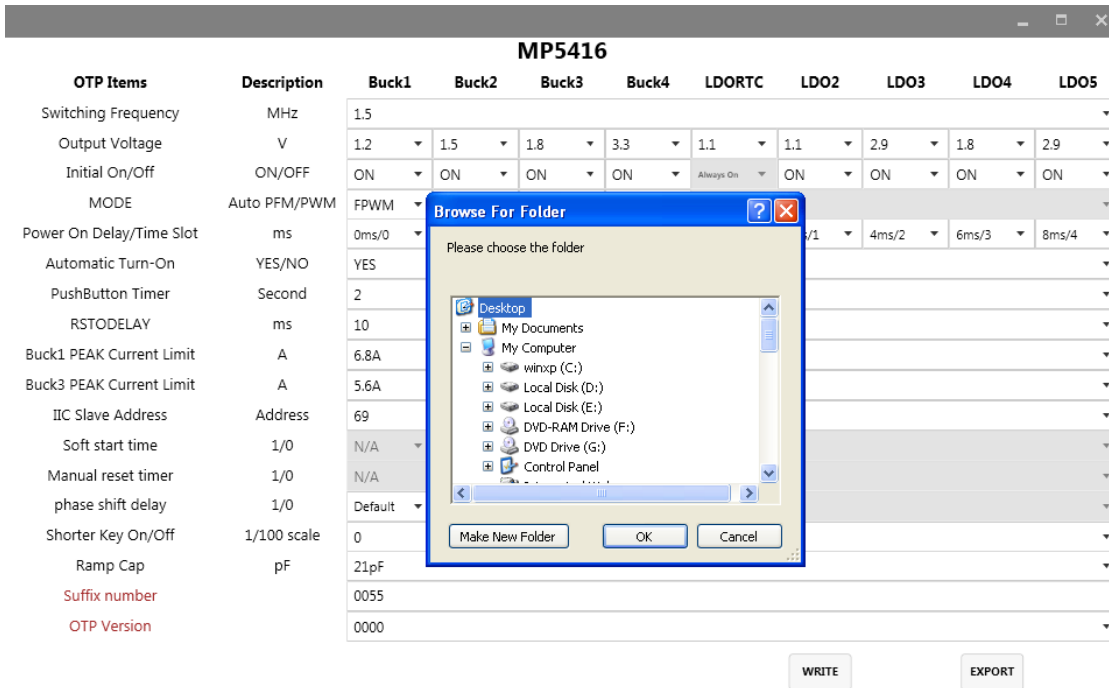 MP5416
OTP Items Description Buck1 Buck2 Buck3 Buck4 LDORTC LDO2 LDO3 LDO4 LDO5
Switching Frequency MHz 1.5
Output Voltage V 1.2 1.5 1.8 3.3 1.1 1.1 2.9 1.8 2.9
Initial On/Off ON/OFF ON ON ON ON Always On ON ON ON ON
MODE Auto PFM/PWM FPWM
Power On Delay/Time Slot ms 0ms/0 /1 4ms/2 6ms/3 8ms/4
Automatic Turn-On YES/NO YES
PushButton Timer Second 2
RSTODELAY ms 10
Buck1 PEAK Current Limit A 6.8A
Buck3 PEAK Current Limit A 5.6A
IIC Slave Address Address 69
Soft start time 1/0 N/A
Manual reset timer 1/0 N/A
phase shift delay 1/0 Default
Shorter Key On/Off 1/100 scale 0
Ramp Cap pF 21pF
Suffix number 0055
OTP Version 0000
WRITE EXPORT
Browse For Folder
Please choose the folder
Desktop
My Documents
My Computer
winxp (C:)
Local Disk (D:)
Local Disk (E:)
DVD-RAM Drive (F:)
DVD Drive (G:)
Control Panel
Make New Folder OK Cancel